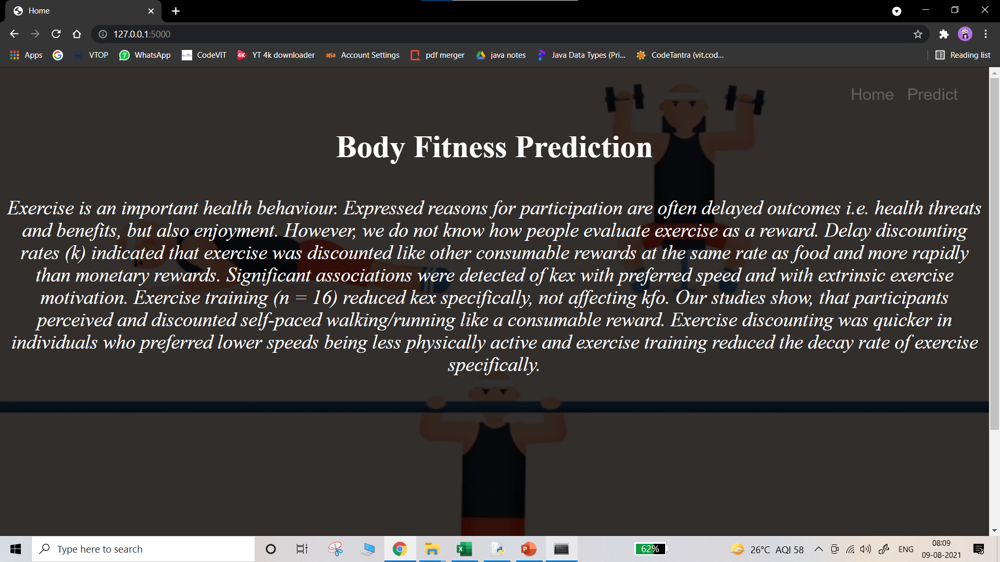 Home
127.0.0.1:5000
Apps VTOP WhatsApp CodeVIT YT 4k downloader Account Settings pdf merger java notes Java Data Types (Pri... CodeTantra (vit.cod... Reading list
Home Predict
Body Fitness Prediction
Exercise is an important health behaviour. Expressed reasons for participation are often delayed outcomes i.e. health threats
and benefits, but also enjoyment. However, we do not know how people evaluate exercise as a reward. Delay discounting
rates (k) indicated that exercise was discounted like other consumable rewards at the same rate as food and more rapidly
than monetary rewards. Significant associations were detected of kex with preferred speed and with extrinsic exercise
motivation. Exercise training (n = 16) reduced kex specifically, not affecting kfo. Our studies show, that participants
perceived and discounted self-paced walking/running like a consumable reward. Exercise discounting was quicker in
individuals who preferred lower speeds being less physically active and exercise training reduced the decay rate of exercise
specifically.
Type here to search
62%
26°C AQI 58
ENG
08:09
09-08-2021